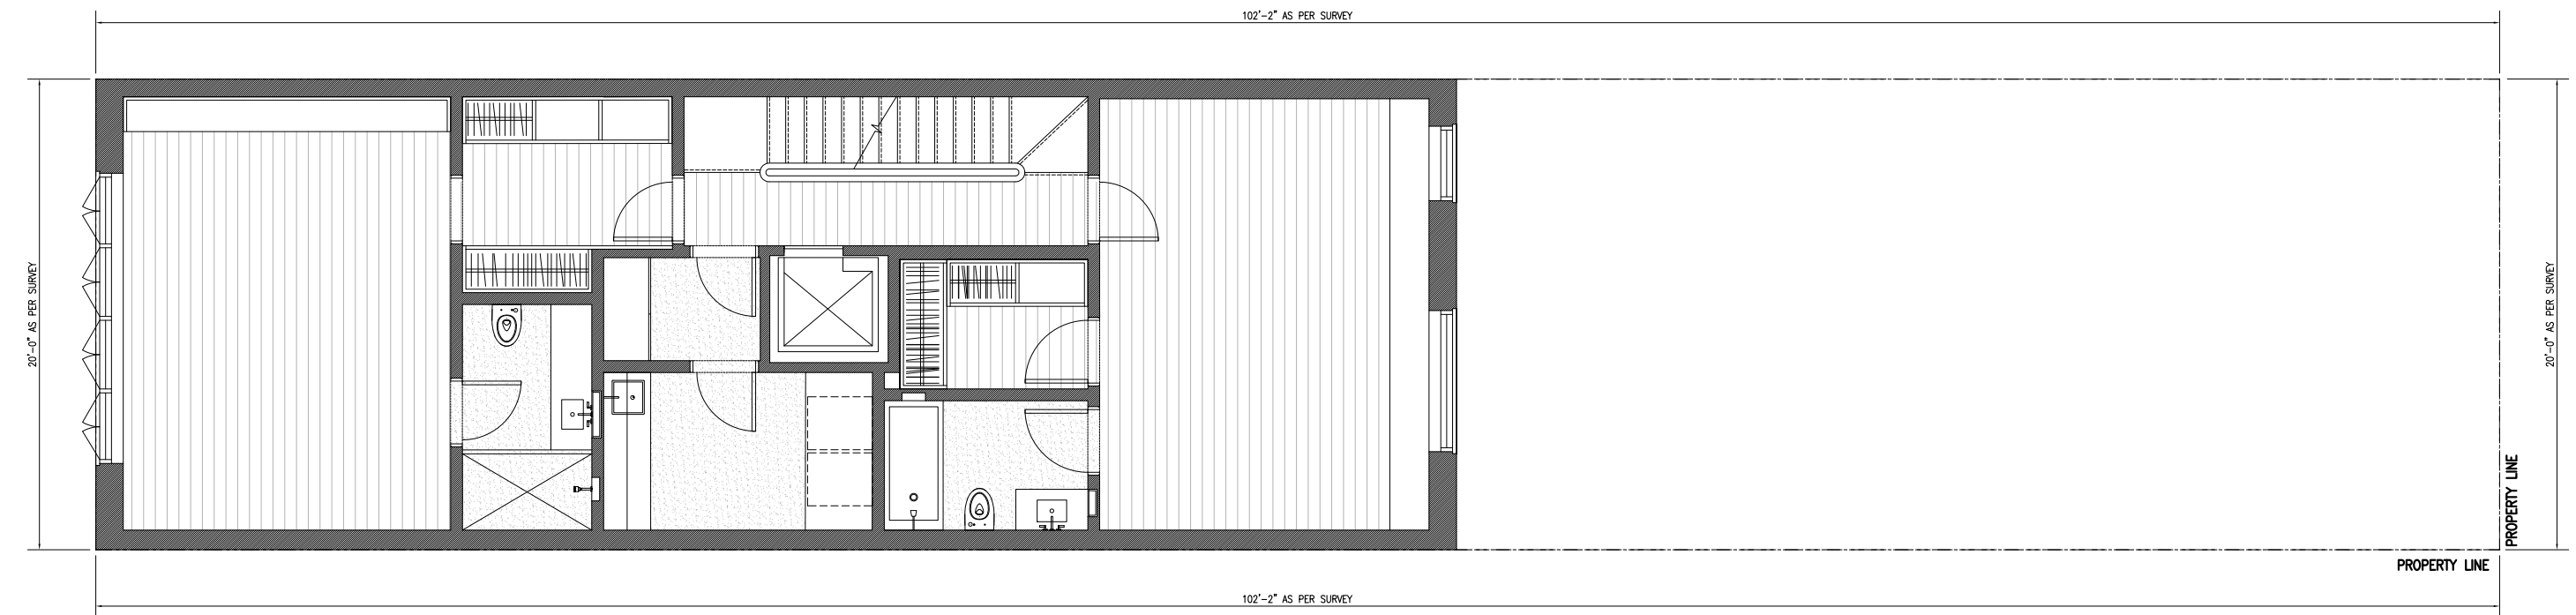 102'-2" AS PER SURVEY
20'-0" AS PER SURVEY
20'-0" AS PER SURVEY
PROPERTY LINE
PROPERTY LINE
102'-2" AS PER SURVEY